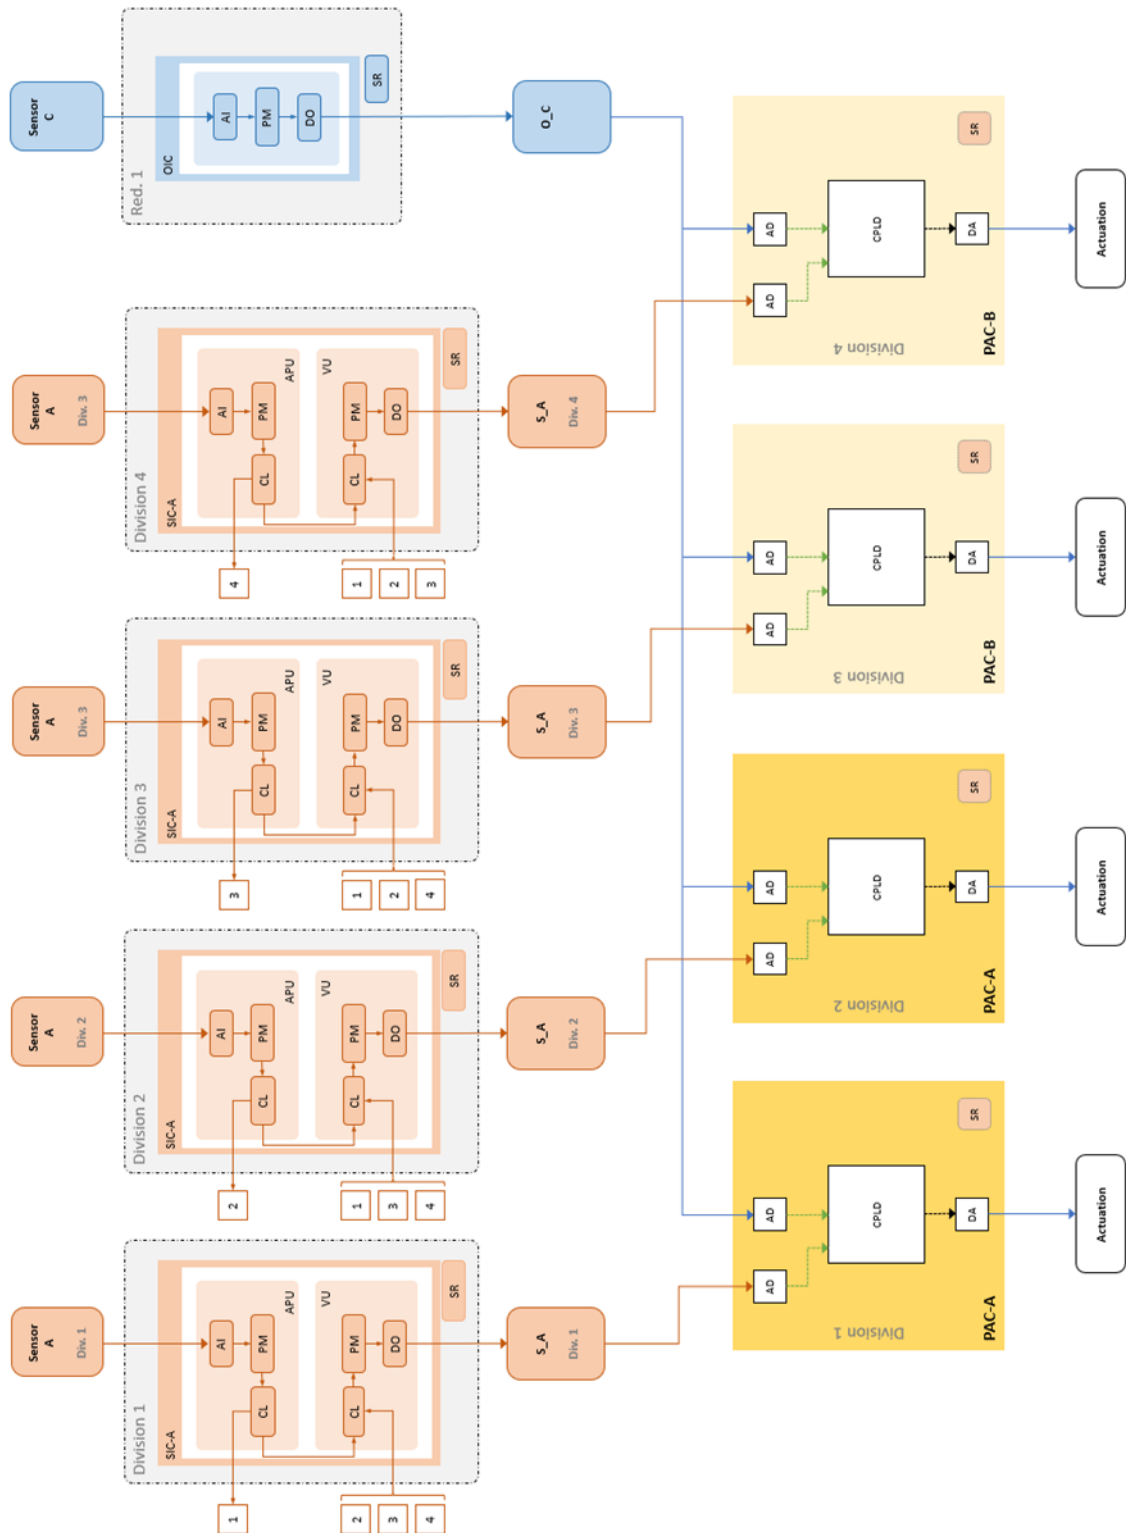 Sensor
A
Div. 1
Division 1
SIC-A
AI
PM
CL
APU
VU
CL
PM
DO
SR
1
2
3
4
S_A
Div. 1
Sensor
A
Div. 2
Division 2
SIC-A
AI
PM
CL
APU
VU
CL
PM
DO
SR
2
1
3
4
S_A
Div. 2
Sensor
A
Div. 3
Division 3
SIC-A
AI
PM
CL
APU
VU
CL
PM
DO
SR
3
1
2
4
S_A
Div. 3
Sensor
A
Div. 3
Division 4
SIC-A
AI
PM
CL
APU
VU
CL
PM
DO
SR
4
1
2
3
S_A
Div. 4
Sensor
C
Red. 1
OIC
AI
PM
DO
SR
O_C
Division 1
AD
AD
CPLD
DA
SR
PAC-A
Actuation
Division 2
AD
AD
CPLD
DA
SR
PAC-A
Actuation
Division 3
AD
AD
CPLD
DA
SR
PAC-B
Actuation
Division 4
AD
AD
CPLD
DA
SR
PAC-B
Actuation